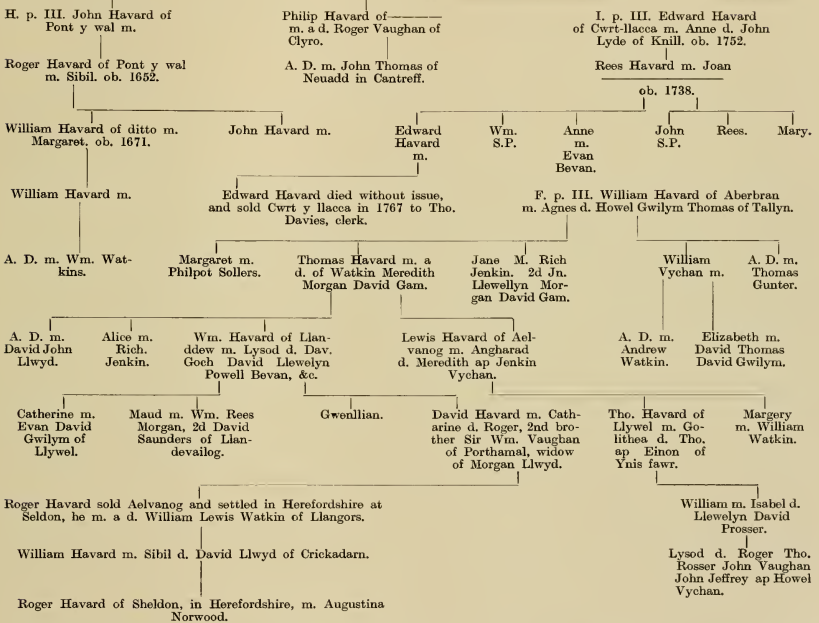 H. p. III. John Havard of
Pont y wal m.
Roger Havard of Pont y wal
m. Sibil. ob. 1652.
Philip Havard of
m. a d. Roger Vaughan of
Clyro.
A. D. m. John Thomas of
Neuadd in Cantreff.
I. p. III. Edward Havard
of Cwrt-llacca m. Anne d. John
Lyde of Knill. ob. 1752.
Rees Havard m. Joan
ob. 1738.
William Havard of ditto m.
Margaret. ob. 1671.
John Havard m.
Edward
Havard
m.
Wm.
S.P.
Anne
m.
Evan
Bevan.
John
S.P.
Rees.
Mary.
William Havard m.
Edward Havard died without issue,
and sold Cwrt y llacca in 1767 to Tho.
Davies, clerk.
F. p. III. William Havard of Aberbran
m. Agnes d. Howel Gwilym Thomas of Tallyn.
A. D. m. Wm. Wat-
kins.
Margaret m.
Philpot Sollers.
Thomas Havard m. a
d. of Watkin Meredith
Morgan David Gam.
Jane M. Rich
Jenkin. 2d Jn.
Llewellyn Mor-
gan David Gam.
William
Vychan m.
A. D. m.
Thomas
Gunter.
A. D. m.
David John
Llwyd.
Alice m.
Rich.
Jenkin.
Wm. Havard of Llan-
ddew m. Lysod d. Dav.
Goch David Llewelyn
Powell Bevan, &c.
Lewis Havard of Ael-
vanog m. Angharad
d. Meredith ap Jenkin
Vychan.
A. D. m.
Andrew
Watkin.
Elizabeth m.
David Thomas
David Gwilym.
Catherine m.
Evan David
Gwilym of
Llywel.
Maud m. Wm. Rees
Morgan, 2d David
Saunders of Llan-
devailog.
Gwenllian.
David Havard m. Cath-
arine d. Roger, 2nd bro-
ther Sir Wm. Vaughan
of Porthamal, widow
of Morgan Llwyd.
Tho. Havard of
Llywel m. Go-
lithea d. Tho.
ap Einon of
Ynis fawr.
Margery
m. William
Watkin.
Roger Havard sold Aelvanog and settled in Herefordshire at
Seldon, he m. a d. William Lewis Watkin of Llangors.
William m. Isabel d.
Llewelyn David
Prosser.
William Havard m. Sibil d. David Llwyd of Crickadarn.
Lysod d. Roger Tho.
Rosser John Vaughan
John Jeffrey ap Howel
Vychan.
Roger Havard of Sheldon, in Herefordshire, m. Augustina
Norwood.